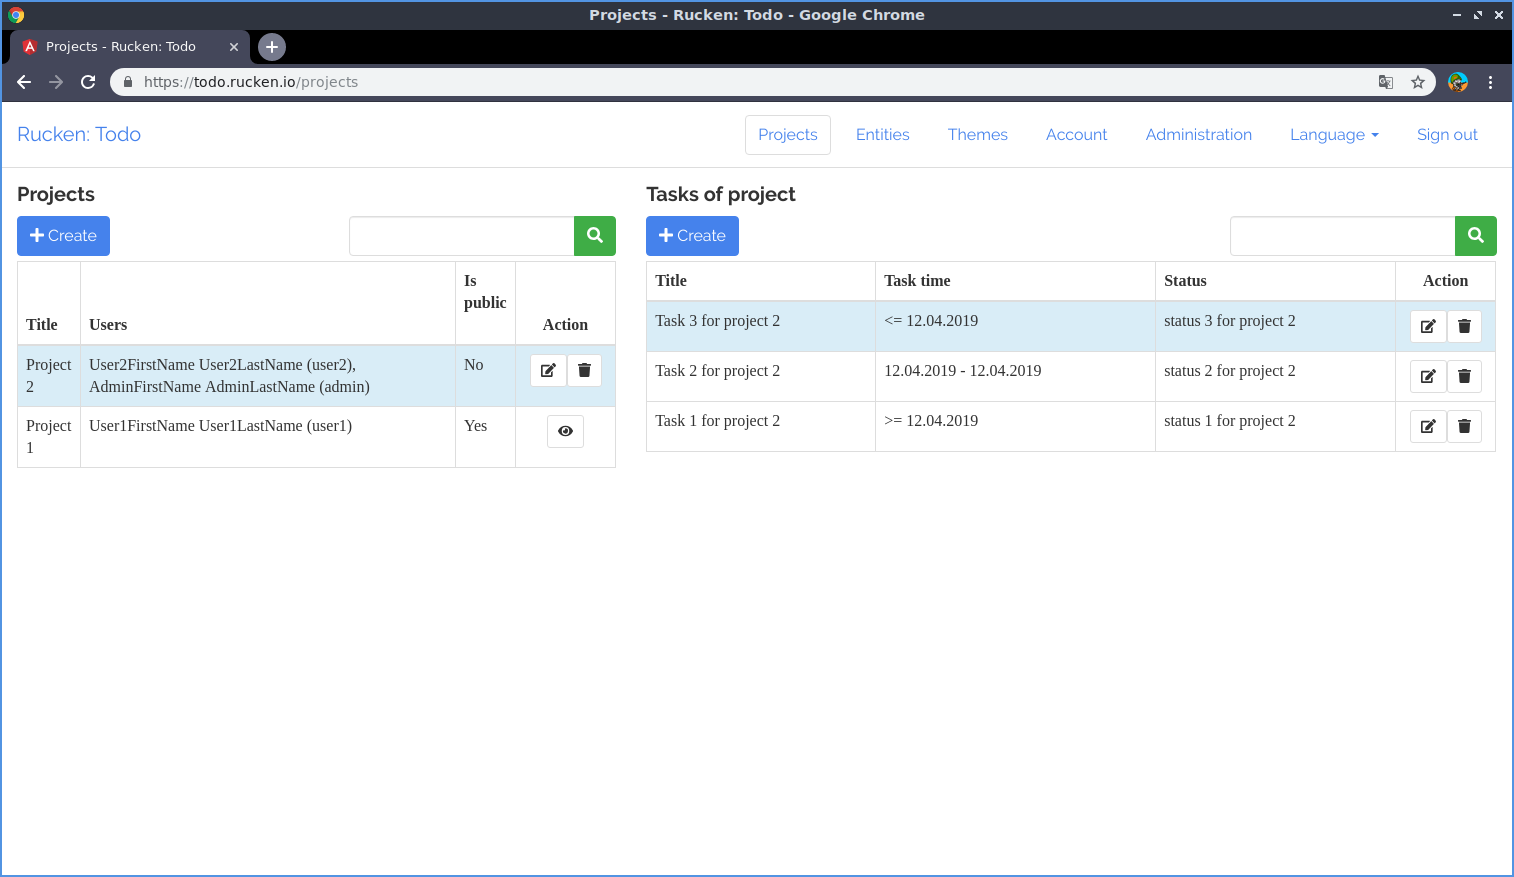 Projects - Rucken: Todo - Google Chrome
Projects - Rucken: Todo
https://todo.rucken.io/projects
Rucken: Todo
Projects Entities Themes Account Administration Language Sign out
Projects
Create
Title Users Is public Action
Project 2
User2FirstName User2LastName (user2),
AdminFirstName AdminLastName (admin)
No
Project 1
User1FirstName User1LastName (user1)
Yes
Tasks of project
Create
Title Task time Status Action
Task 3 for project 2 <= 12.04.2019 status 3 for project 2
Task 2 for project 2 12.04.2019 - 12.04.2019 status 2 for project 2
Task 1 for project 2 >= 12.04.2019 status 1 for project 2